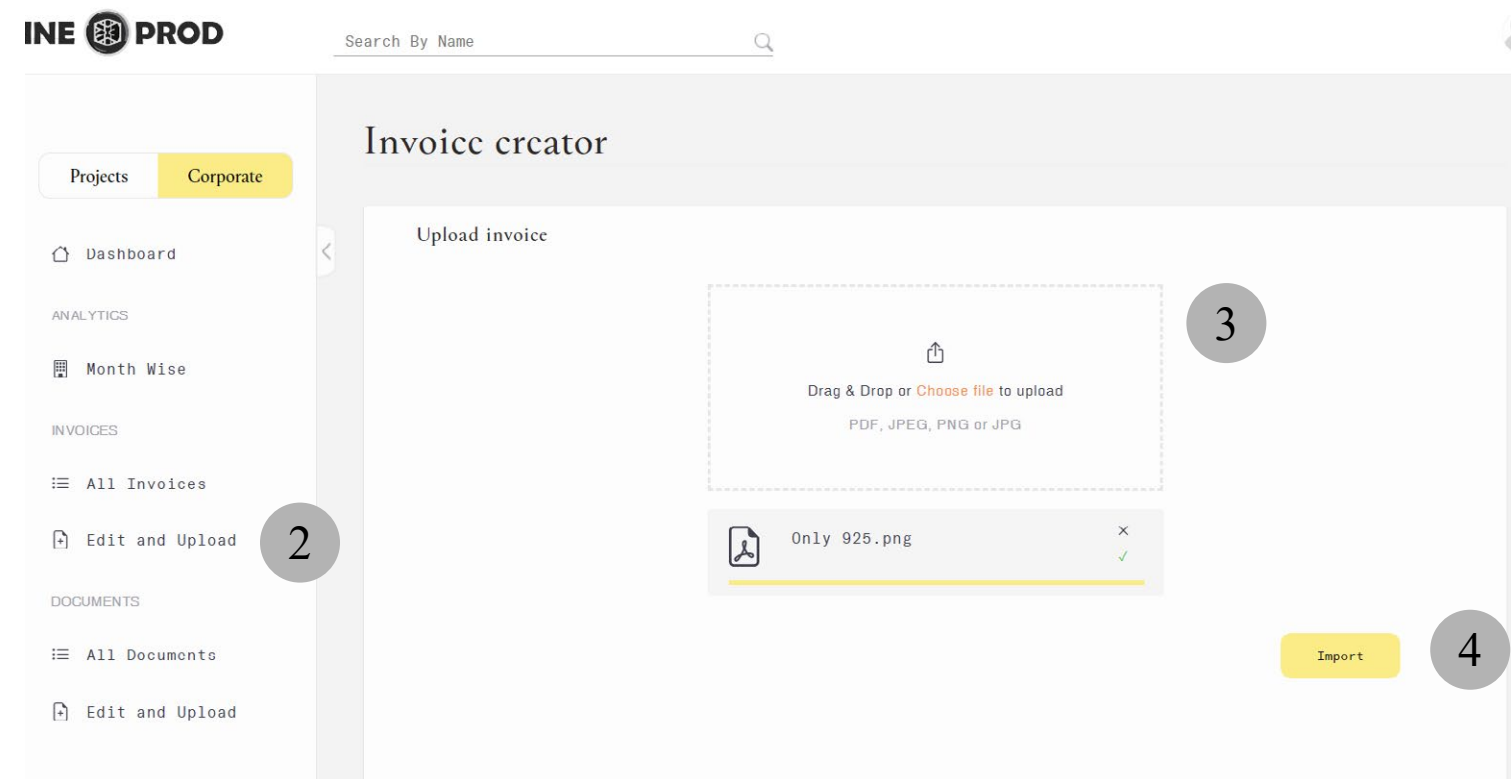 INE PROD
Search By Name
Invoice creator
Projects Corporate
Upload invoice
Dashboard
ANALYTICS
3
Drag & Drop or Choose file to upload
Month Wise
PDF, JPEG, PNG or JPG
INVOICES
All Invoices
Edit and Upload
2
Only 925.png
DOCUMENTS
All Documents
Import
4
Edit and Upload